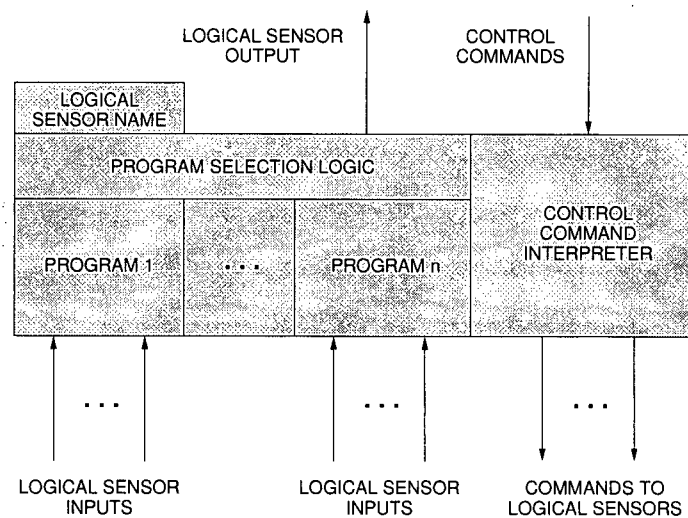 LOGICAL SENSOR
OUTPUT
CONTROL
COMMANDS
LOGICAL
SENSOR NAME
PROGRAM SELECTION LOGIC
CONTROL
COMMAND
INTERPRETER
PROGRAM 1
. . .
PROGRAM n
. . .
. . .
. . .
LOGICAL SENSOR
INPUTS
LOGICAL SENSOR
INPUTS
COMMANDS TO
LOGICAL SENSORS